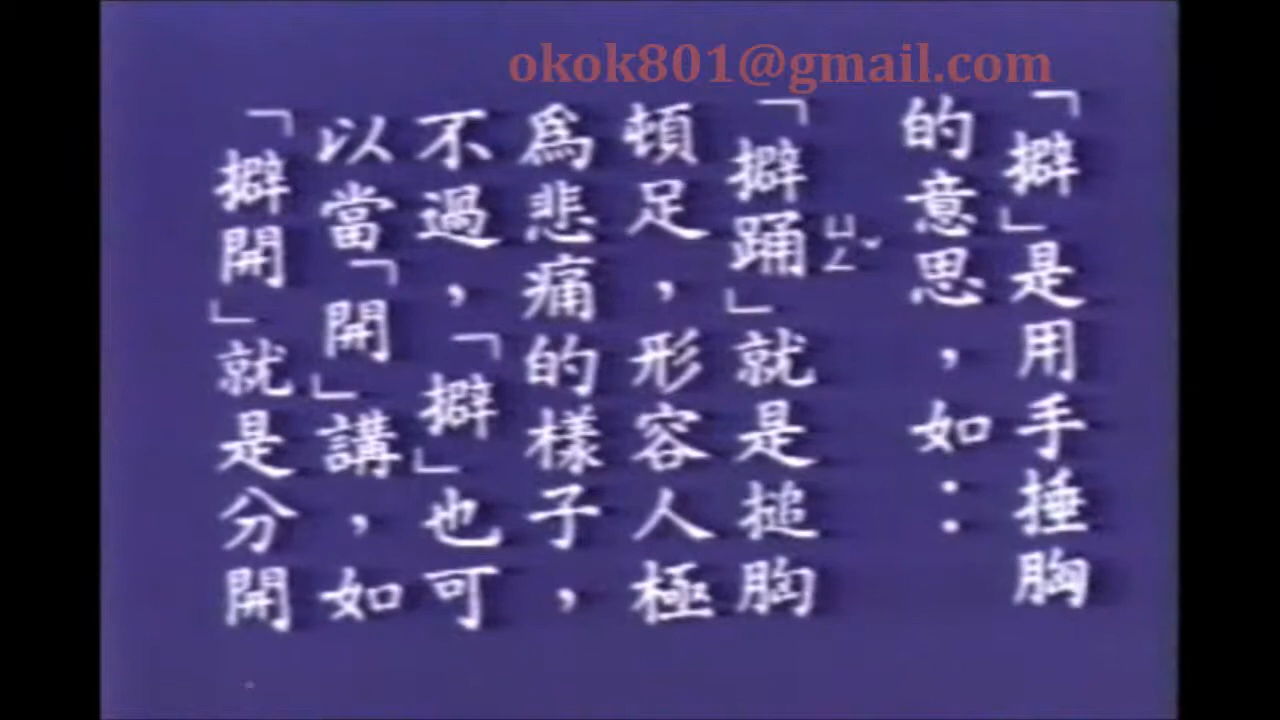 okok801@gmail.com
「擗」是用手捶胸
的意思，如：
「擗踊」就是搥胸
ㄩㄥˇ
頓足，形容人極
為悲痛的樣子，
不過，「擗」也可
以當「開」講，如
「擗開」就是分開